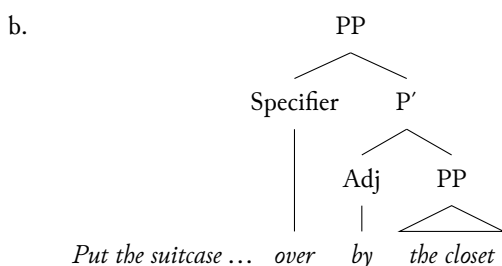 b. PP
Specifier P′
Adj PP
Put the suitcase … over by the closet